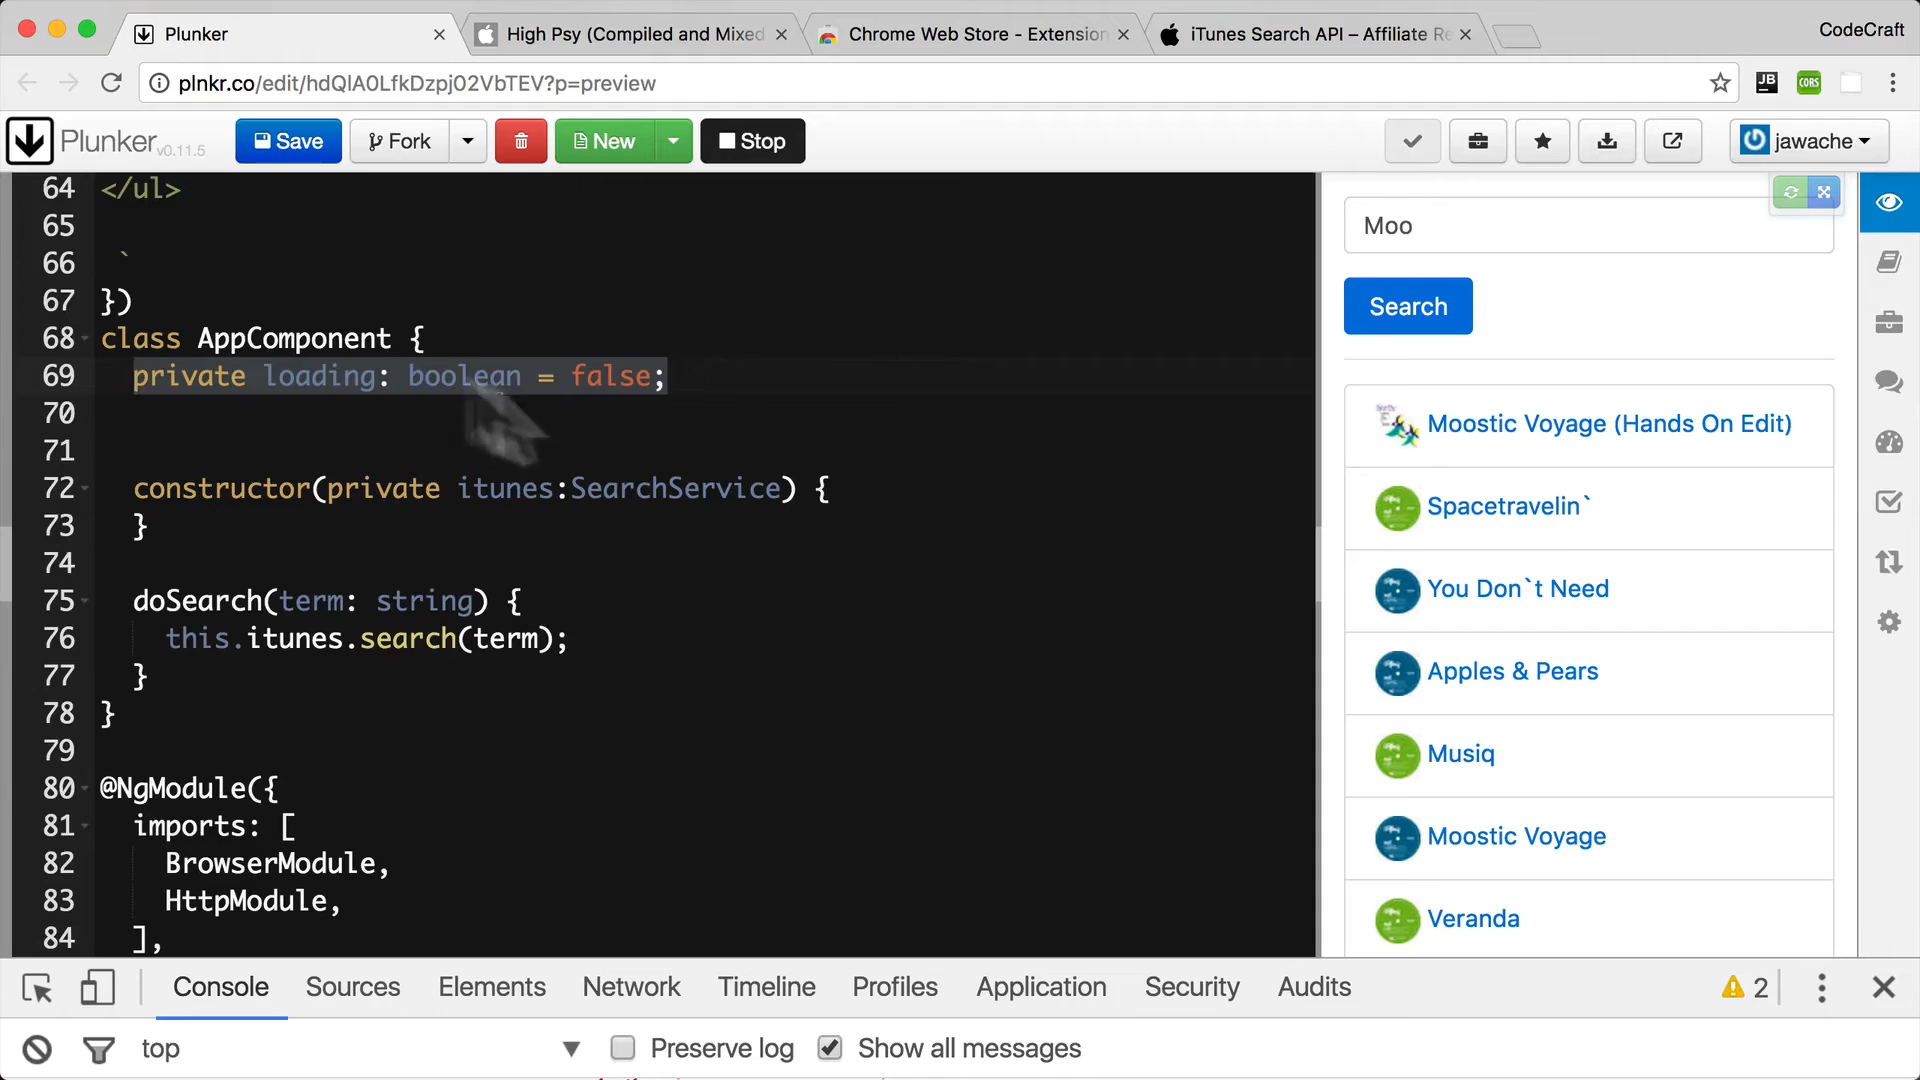 Plunker
High Psy (Compiled and Mixed
Chrome Web Store - Extension
iTunes Search API – Affiliate Re
CodeCraft
plnkr.co/edit/hdQIA0LfkDzpj02VbTEV?p=preview
JB
CORS
Plunker v0.11.5
Save
Fork
New
Stop
jawache
64 </ul>
65
66 `
67 })
68 class AppComponent {
69 private loading: boolean = false;
70
71
72 constructor(private itunes:SearchService) {
73 }
74
75 doSearch(term: string) {
76 this.itunes.search(term);
77 }
78 }
79
80 @NgModule({
81 imports: [
82 BrowserModule,
83 HttpModule,
84 ],
Moo
Search
Moostic Voyage (Hands On Edit)
Spacetravelin`
You Don`t Need
Apples & Pears
Musiq
Moostic Voyage
Veranda
Console
Sources
Elements
Network
Timeline
Profiles
Application
Security
Audits
2
top
Preserve log
Show all messages